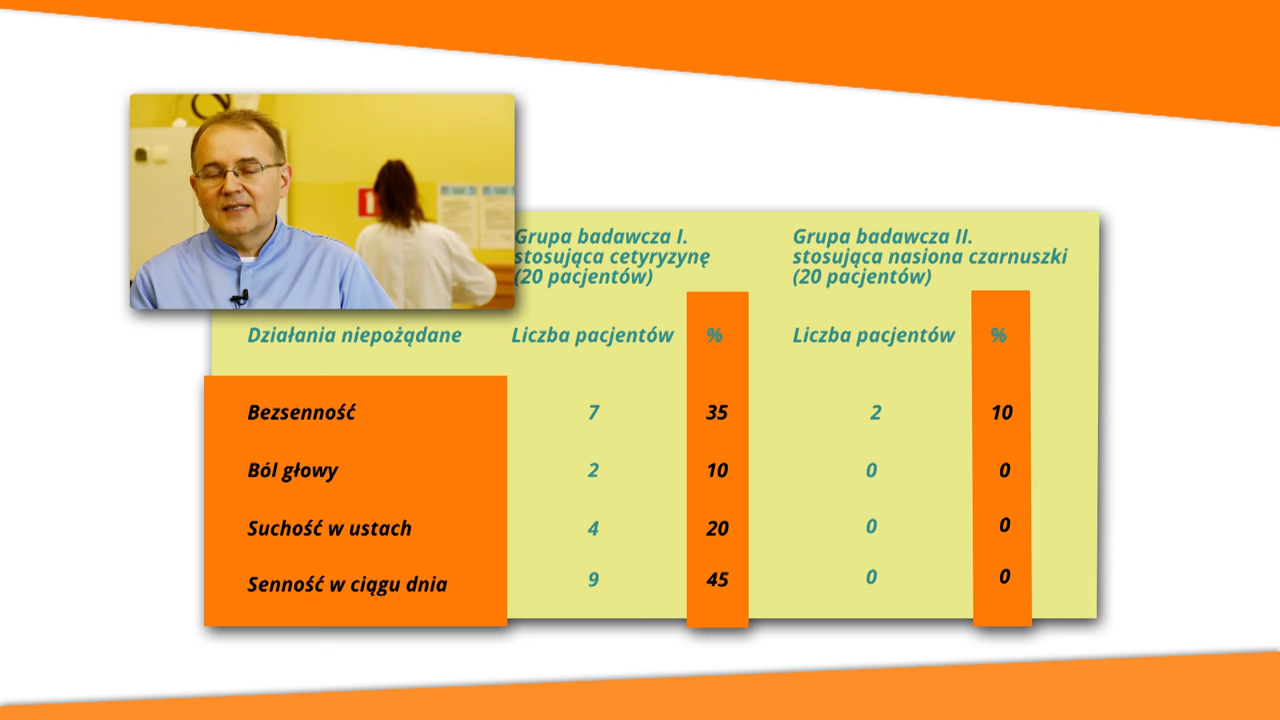 Grupa badawcza I.
stosująca cetyryzynę
(20 pacjentów)
Grupa badawcza II.
stosująca nasiona czarnuszki
(20 pacjentów)
Działania niepożądane Liczba pacjentów % Liczba pacjentów %
Bezsenność 7 35 2 10
Ból głowy 2 10 0 0
Suchość w ustach 4 20 0 0
Senność w ciągu dnia 9 45 0 0